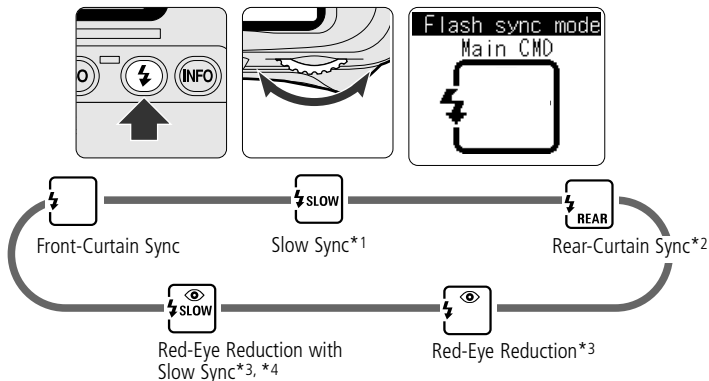 INFO
Flash sync mode
Main CMD
SLOW
REAR
Front-Curtain Sync
Slow Sync*1
Rear-Curtain Sync*2
SLOW
Red-Eye Reduction with
Slow Sync*3, *4
Red-Eye Reduction*3